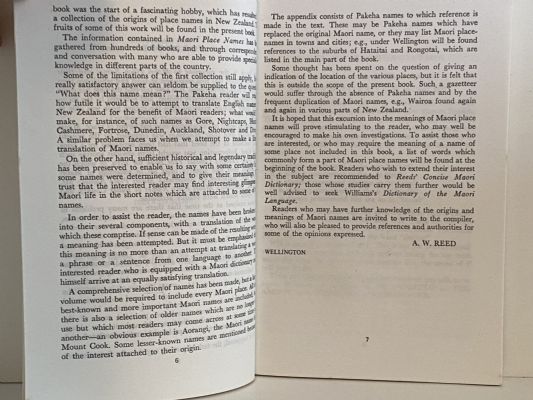 book was the start of a fascinating hobby, which has
a collection of the origins of place names in New Zealand.
fruits of some of this work will be found in the present
The information contained in Maori Place Names has
gathered from hundreds of books, and through
and conversation with many who are able to provide
knowledge in different parts of the country.
Some of the limitations of the first collection still apply,
really satisfactory answer can seldom be supplied to the
"What does this name mean?" The Pakeha reader will
how futile it would be to attempt to translate English
New Zealand for the benefit of Maori readers; what
make, for instance, of such names as Gore, Nightcaps,
Cashmere, Fortrose, Dunedin, Auckland, Shotover and
A similar problem faces us when we attempt to make a
translation of Maori names.
On the other hand, sufficient historical and legendary
has been preserved to enable us to say with some
some names were determined, and to give their meaning.
trust that the interested reader may find interesting
Maori life in the short notes which are attached to some
names.
In order to assist the reader, the names have been
into their several components, with a translation of the
which these comprise. If sense can be made of the resulting
a meaning has been attempted. But it must be emphasised
this meaning is no more than an attempt at translating a
a phrase or a sentence from one language to another.
interested reader who is equipped with a Maori dictionary
himself arrive at an equally satisfying translation.
A comprehensive selection of names has been made, but a
volume would be required to include every Maori place.
best-known and more important Maori names are included,
there is also a selection of older names which are no longer
use but which most readers may come across at some
another—an obvious example is Aorangi, the Maori name
Mount Cook. Some lesser-known names are mentioned
of the interest attached to their origin.
6
The appendix consists of Pakeha names to which reference is
made in the text. These may be Pakeha names which have
replaced the original Maori name, or they may list Maori place-
names in towns and cities; e.g., under Wellington will be found
references to the suburbs of Hataitai and Rongotai, which are
listed in the main part of the book.
Some thought has been spent on the question of giving an
indication of the location of the various places, but it is felt that
this is outside the scope of the present book. Such, a gazetteer
would suffer through the absence of Pakeha names and by the
frequent duplication of Maori names, e.g., Wairoa found again
and again in various parts of New Zealand.
It is hoped that this excursion into the meanings of Maori place
names will prove stimulating to the reader, who may well be
encouraged to make his own investigations. To assist those who
are interested, or who may require the meaning of a name of
some place not included in this book, a list of words which
commonly form a part of Maori place names will be found at the
beginning of the book. Readers who wish to extend their interest
in the subject are recommended to Reeds' Concise Maori
Dictionary; those whose studies carry them further would be
well advised to seek Williams's Dictionary of the Maori
Language.
Readers who may have further knowledge of the origins and
meanings of Maori names are invited to write to the compiler,
who will also be pleased to provide references and authorities for
some of the opinions expressed.
A. W. REED
WELLINGTON
7